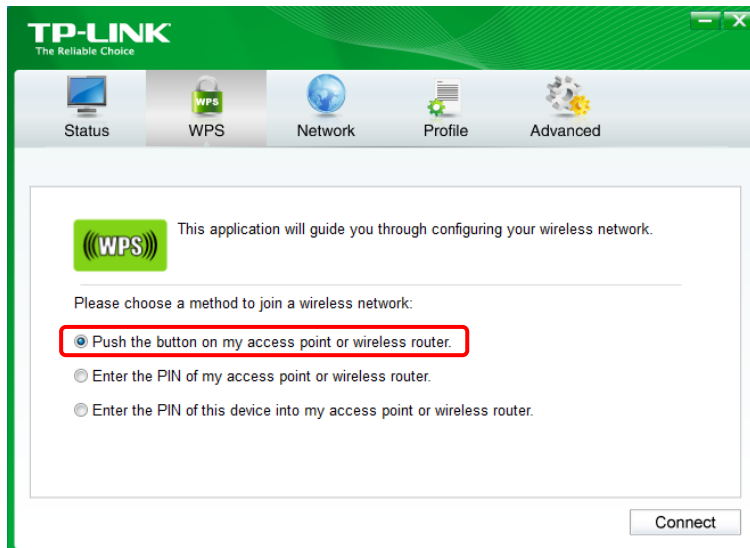 TP-LINK
The Reliable Choice
Status WPS Network Profile Advanced
WPS
This application will guide you through configuring your wireless network.
((WPS))
Please choose a method to join a wireless network:
Push the button on my access point or wireless router.
Enter the PIN of my access point or wireless router.
Enter the PIN of this device into my access point or wireless router.
Connect